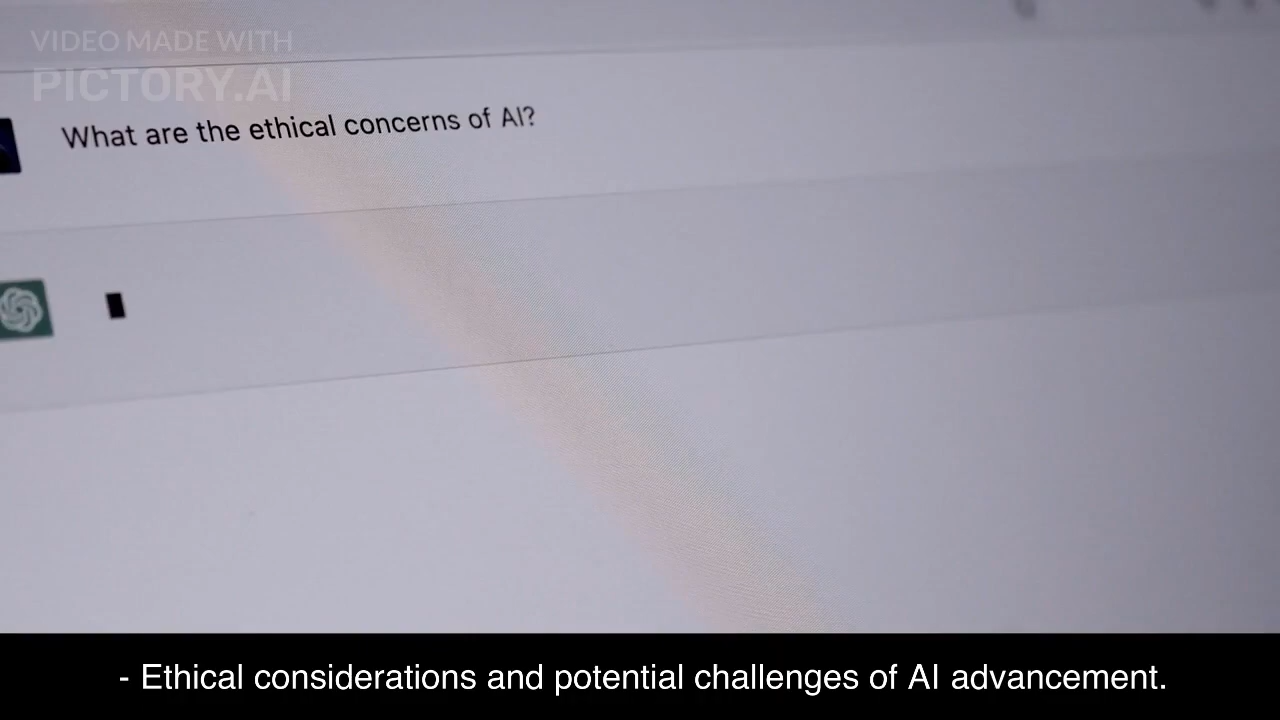 VIDEO MADE WITH
PICTORY.AI
What are the ethical concerns of AI?
- Ethical considerations and potential challenges of AI advancement.